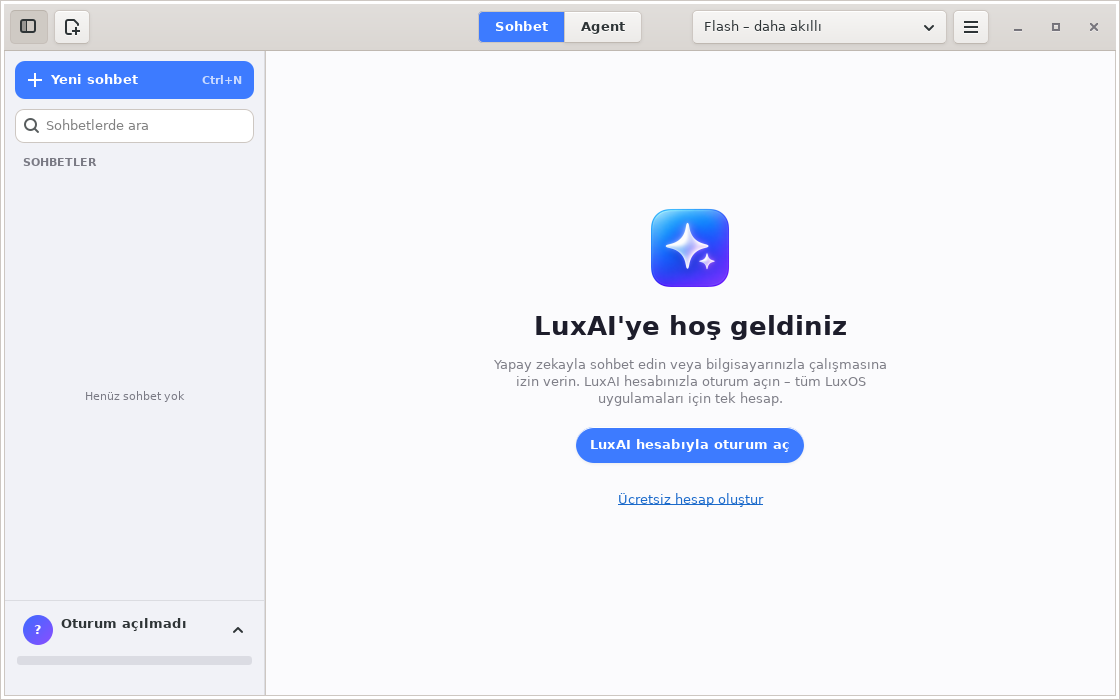 Sohbet
Agent
Flash – daha akıllı
Yeni sohbet
Ctrl+N
Sohbetlerde ara
SOHBETLER
Henüz sohbet yok
LuxAI'ye hoş geldiniz
Yapay zekayla sohbet edin veya bilgisayarınızla çalışmasına
izin verin. LuxAI hesabınızla oturum açın – tüm LuxOS
uygulamaları için tek hesap.
LuxAI hesabıyla oturum aç
Ücretsiz hesap oluştur
?
Oturum açılmadı